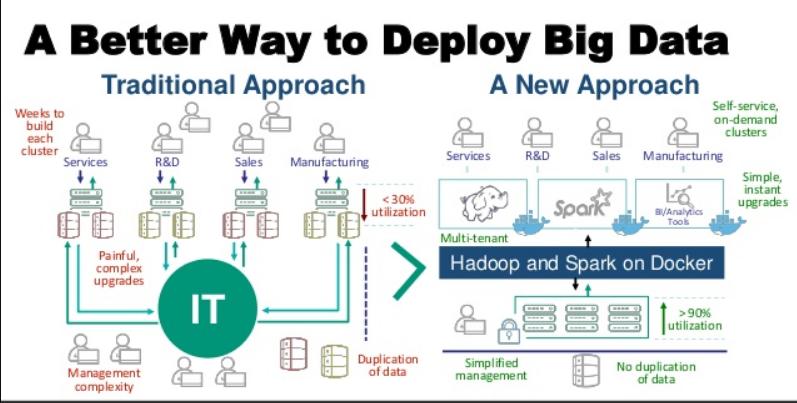 A Better Way to Deploy Big Data
Traditional Approach
Weeks to
build
each
cluster
Services
R&D
Sales
Manufacturing
< 30%
utilization
Painful,
complex
upgrades
IT
Management
complexity
Duplication
of data
A New Approach
Self-service,
on-demand
clusters
Services
R&D
Sales
Manufacturing
Simple,
instant
upgrades
Spark
BI/Analytics
Tools
Multi-tenant
Hadoop and Spark on Docker
> 90%
utilization
Simplified
management
No duplication
of data